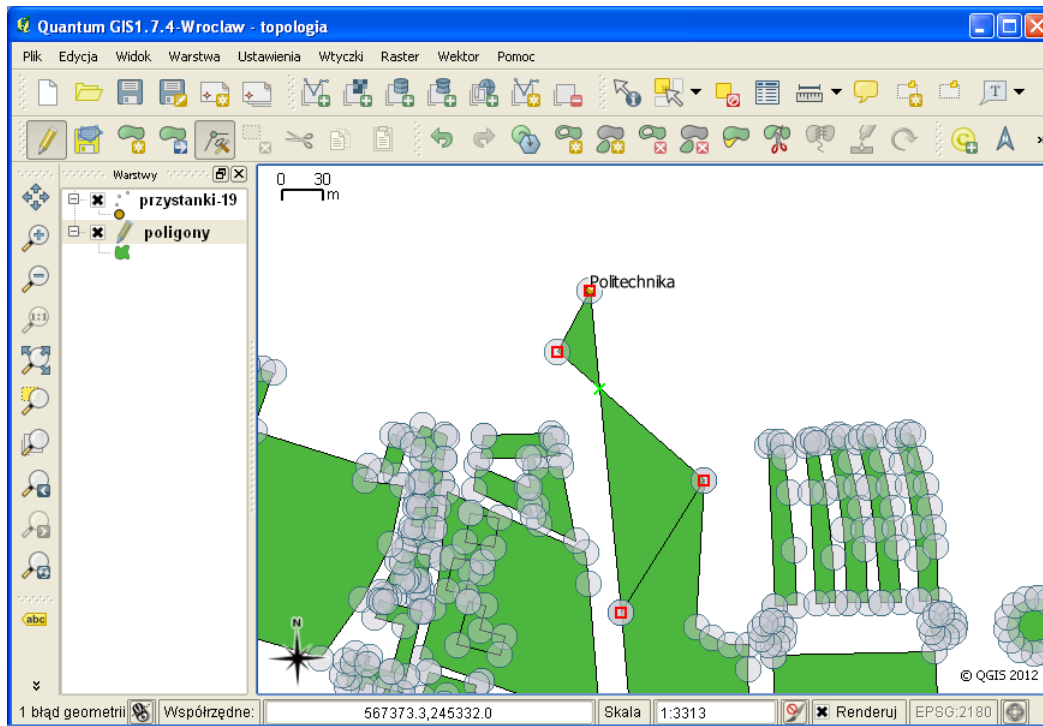 Quantum GIS1.7.4-Wroclaw - topologia
Plik Edycja Widok Warstwa Ustawienia Wtyczki Raster Wektor Pomoc
Warstwy
przystanki-19
poligony
0 30
m
Politechnika
1:1
abc
N
© QGIS 2012
1 błąd geometrii Współrzędne: 567373.3,245332.0 Skala 1:3313 Renderuj EPSG:2180